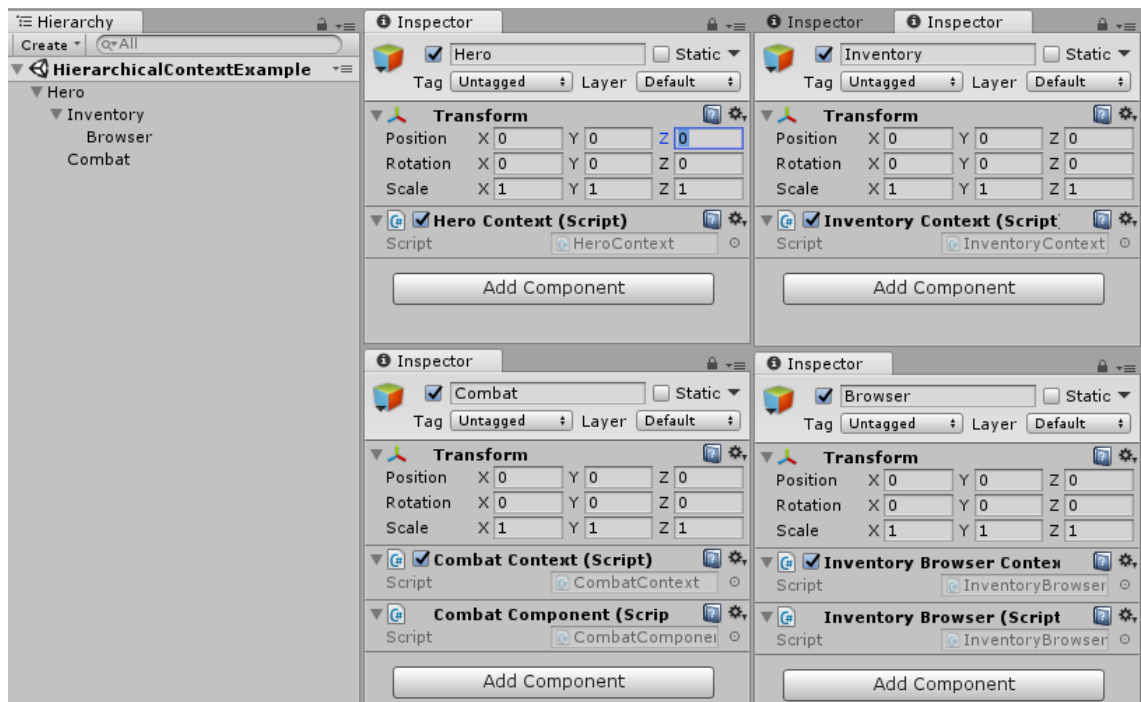 Hierarchy
Create All
HierarchicalContextExample
Hero
Inventory
Browser
Combat
Inspector
Hero Static
Tag Untagged Layer Default
Transform
Position X 0 Y 0 Z 0
Rotation X 0 Y 0 Z 0
Scale X 1 Y 1 Z 1
Hero Context (Script)
Script HeroContext
Add Component
Inspector Inspector
Inventory Static
Tag Untagged Layer Default
Transform
Position X 0 Y 0 Z 0
Rotation X 0 Y 0 Z 0
Scale X 1 Y 1 Z 1
Inventory Context (Script)
Script InventoryContext
Add Component
Inspector
Combat Static
Tag Untagged Layer Default
Transform
Position X 0 Y 0 Z 0
Rotation X 0 Y 0 Z 0
Scale X 1 Y 1 Z 1
Combat Context (Script)
Script CombatContext
Combat Component (Scrip
Script CombatComponei
Add Component
Inspector
Browser Static
Tag Untagged Layer Default
Transform
Position X 0 Y 0 Z 0
Rotation X 0 Y 0 Z 0
Scale X 1 Y 1 Z 1
Inventory Browser Contex
Script InventoryBrowser
Inventory Browser (Script
Script InventoryBrowser
Add Component